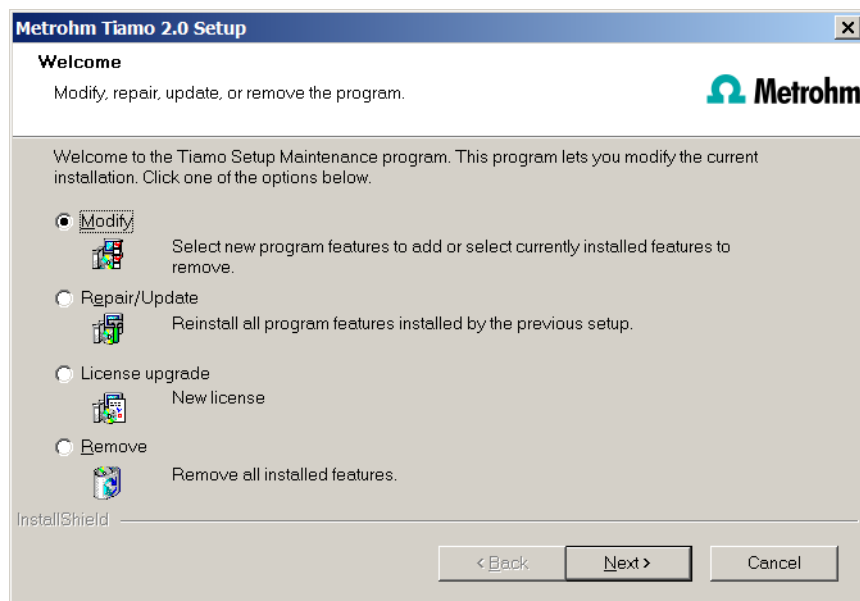 Metrohm Tiamo 2.0 Setup
Welcome
Modify, repair, update, or remove the program.
Metrohm
Welcome to the Tiamo Setup Maintenance program. This program lets you modify the current
installation. Click one of the options below.
Modify
Select new program features to add or select currently installed features to
remove.
Repair/Update
Reinstall all program features installed by the previous setup.
License upgrade
New license
Remove
Remove all installed features.
InstallShield
< Back
Next >
Cancel